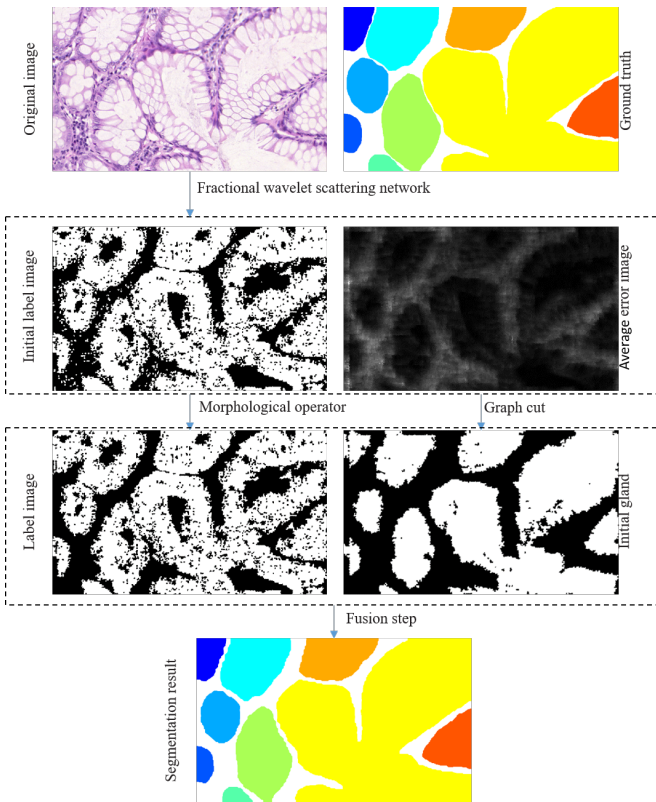 Original image
Ground truth
Fractional wavelet scattering network
Initial label image
Average error image
Morphological operator
Graph cut
Label image
Initial gland
Fusion step
Segmentation result